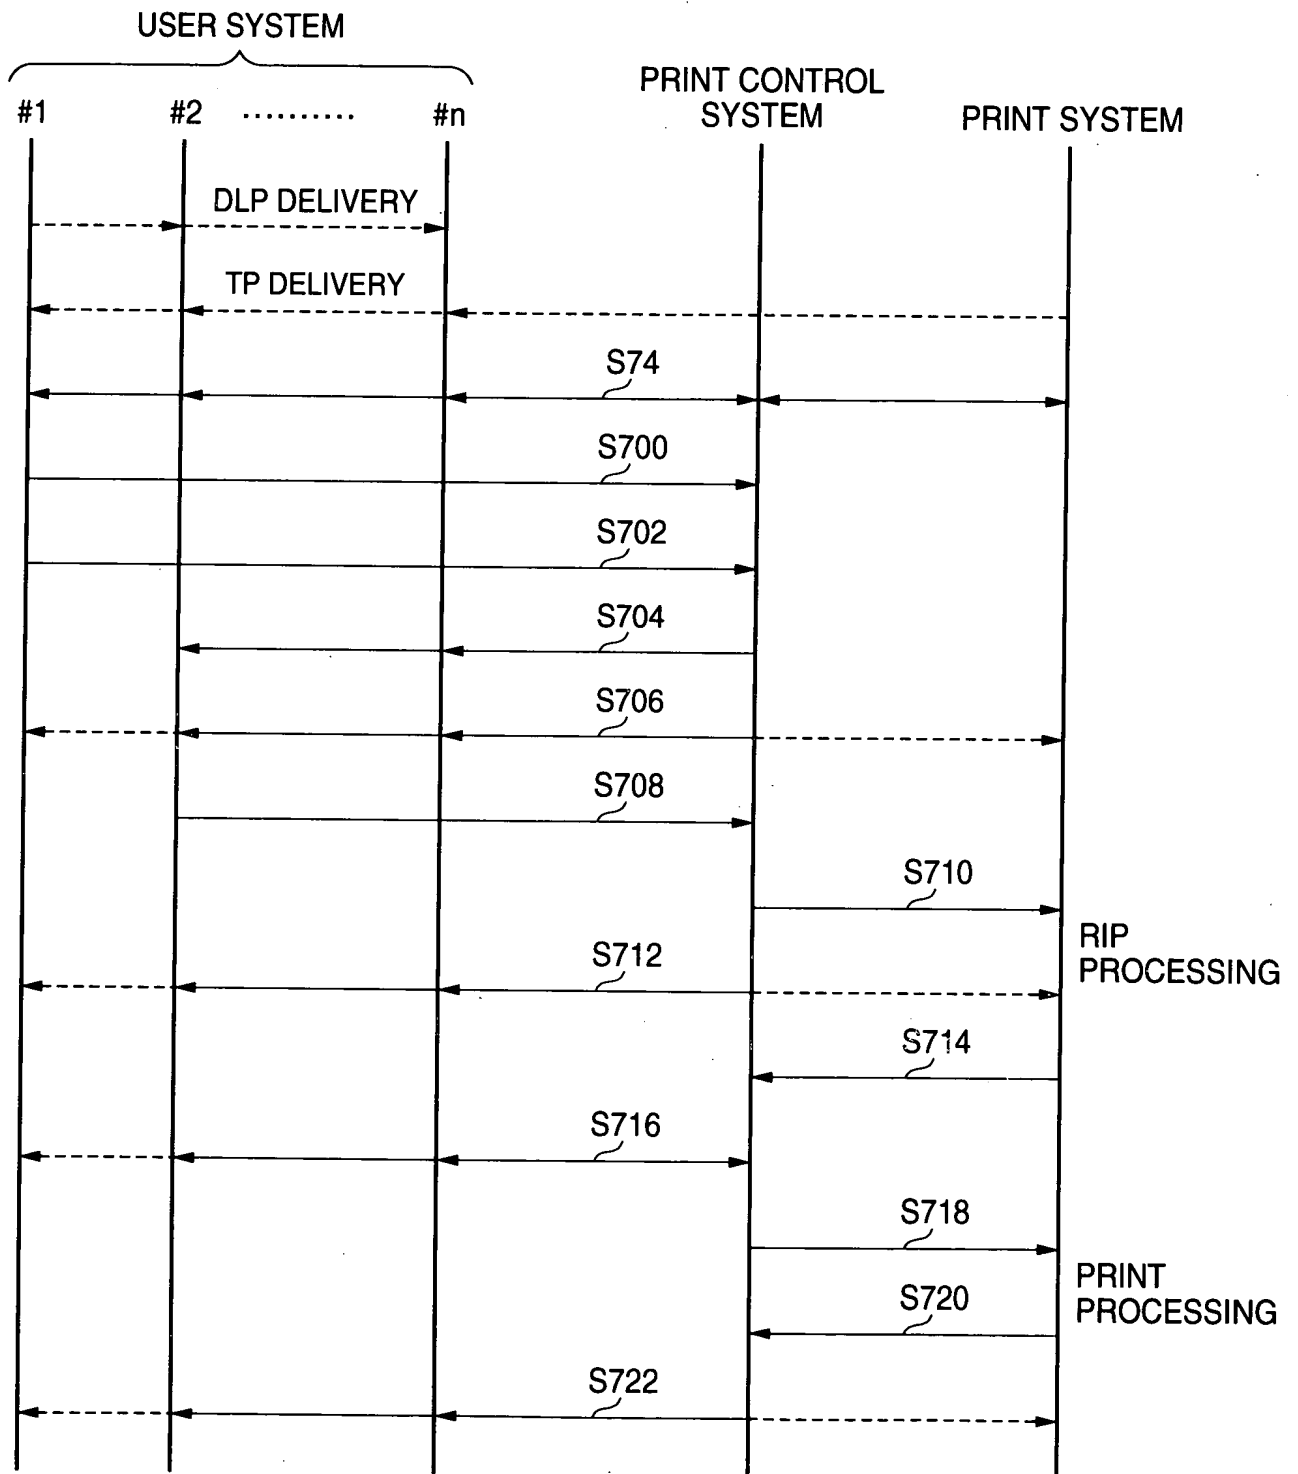 USER SYSTEM
#1
#2 ..........
#n
PRINT CONTROL
SYSTEM
PRINT SYSTEM
DLP DELIVERY
TP DELIVERY
S74
S700
S702
S704
S706
S708
S710
RIP
PROCESSING
S712
S714
S716
S718
PRINT
PROCESSING
S720
S722